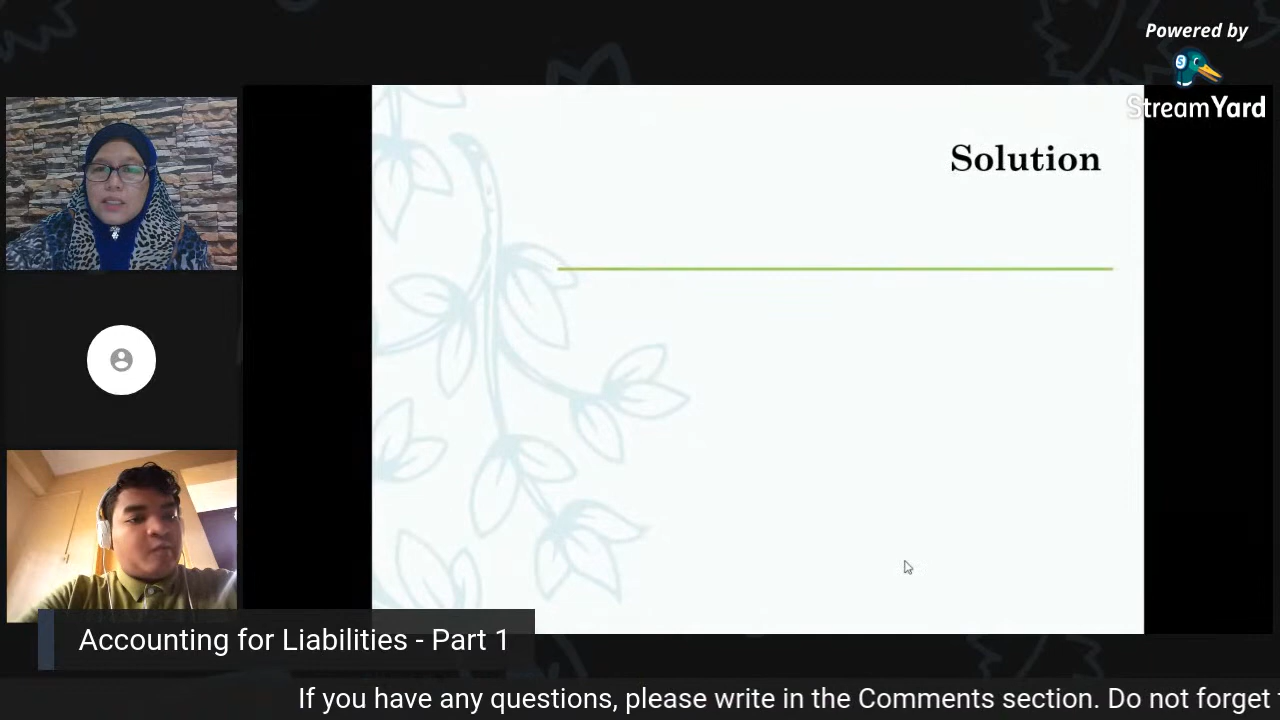 Powered by
StreamYard
Solution
Accounting for Liabilities - Part 1
If you have any questions, please write in the Comments section. Do not forget